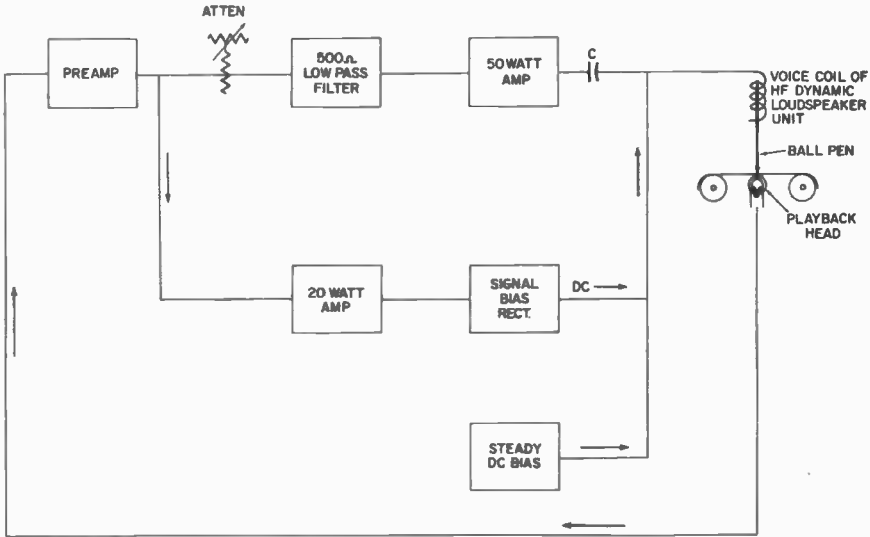 ATTEN
PREAMP
500Ω
LOW PASS
FILTER
50 WATT
AMP
C
VOICE COIL OF
HF DYNAMIC
LOUDSPEAKER
UNIT
BALL PEN
PLAYBACK
HEAD
20 WATT
AMP
SIGNAL
BIAS
RECT.
DC
STEADY
DC BIAS